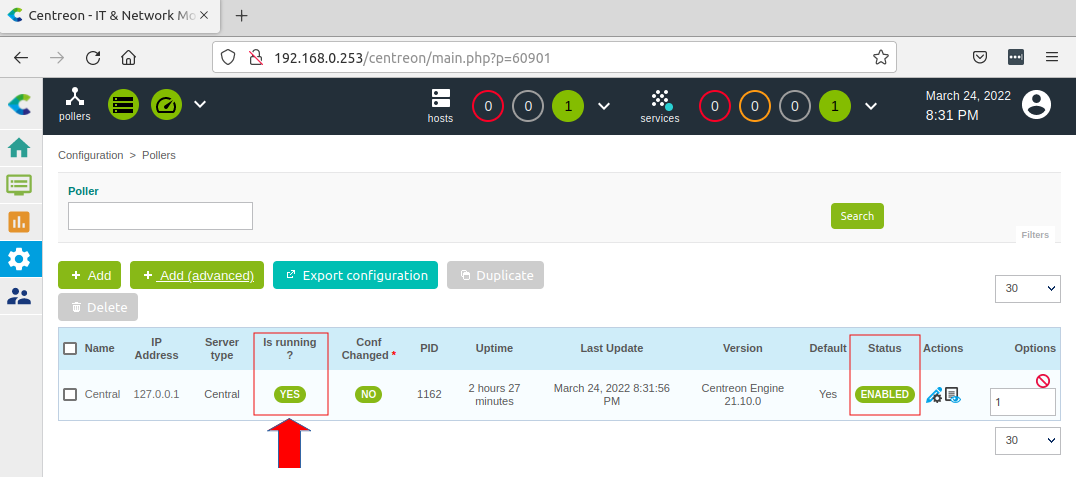 Centreon - IT & Network Mo
192.168.0.253/centreon/main.php?p=60901
pollers
hosts
0 0 1
services
0 0 0 1
March 24, 2022
8:31 PM
Configuration > Pollers
Poller
Search
Filters
+ Add
+ Add (advanced)
Export configuration
Duplicate
30
Delete
Name IP Address Server type Is running ? Conf Changed * PID Uptime Last Update Version Default Status Actions Options
Central 127.0.0.1 Central YES NO 1162 2 hours 27 minutes March 24, 2022 8:31:56 PM Centreon Engine 21.10.0 Yes ENABLED 1
30